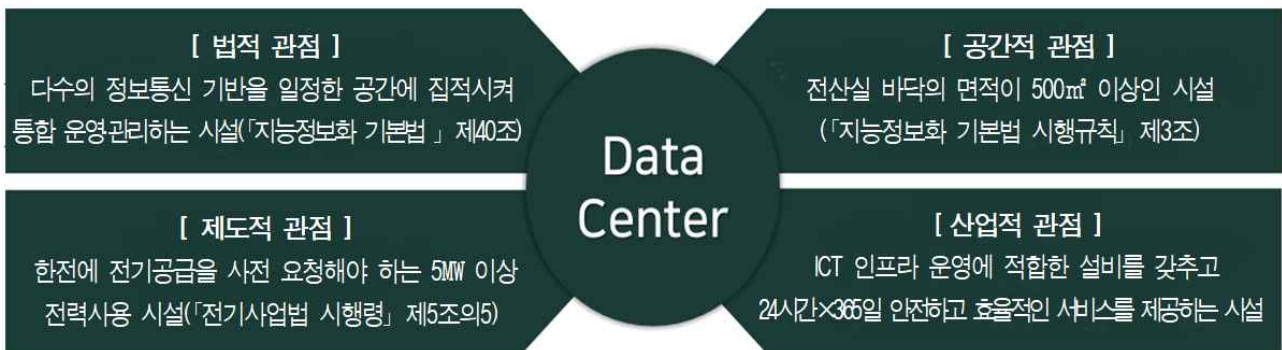 [ 법적 관점 ]
다수의 정보통신 기반을 일정한 공간에 집적시켜
통합 운영관리하는 시설(「지능정보화 기본법 」 제40조)
[ 공간적 관점 ]
전산실 바닥의 면적이 500㎡ 이상인 시설
(「지능정보화 기본법 시행규칙」 제3조)
Data
Center
[ 제도적 관점 ]
한전에 전기공급을 사전 요청해야 하는 5MW 이상
전력사용 시설(「전기사업법 시행령」 제5조의5)
[ 산업적 관점 ]
ICT 인프라 운영에 적합한 설비를 갖추고
24시간×365일 안전하고 효율적인 서비스를 제공하는 시설